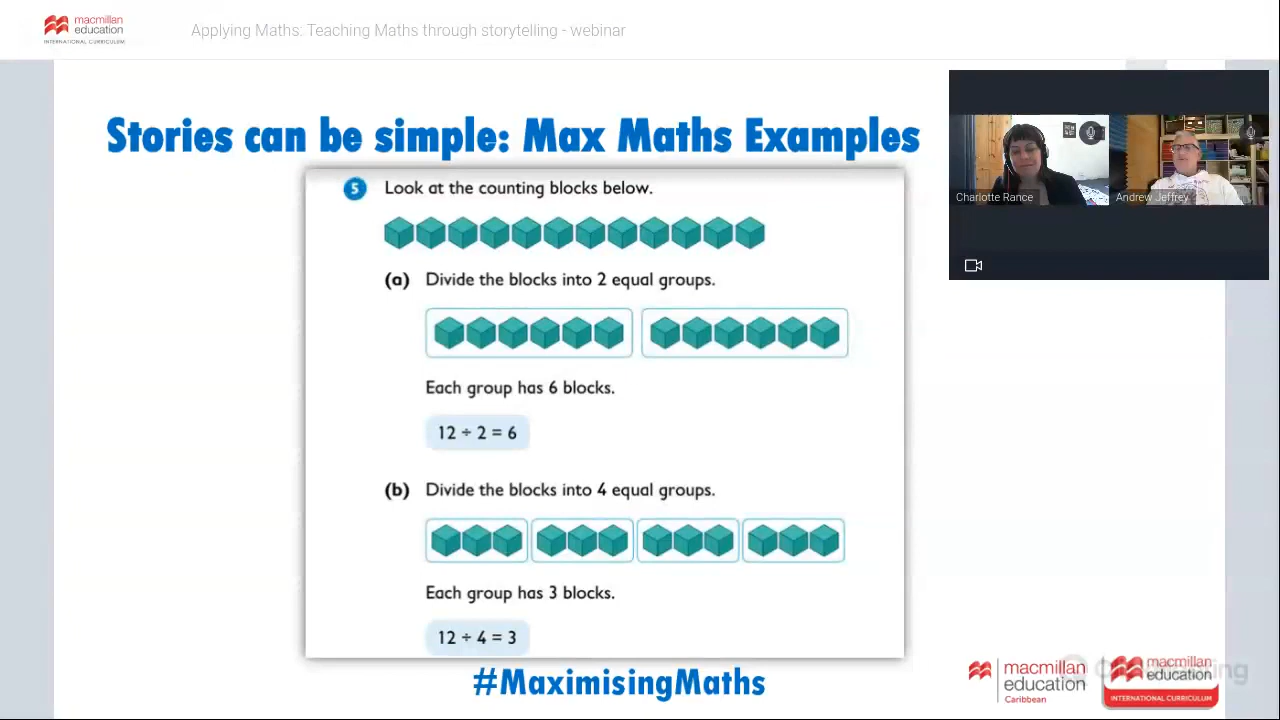 macmillan
education
INTERNATIONAL CURRICULUM
Applying Maths: Teaching Maths through storytelling - webinar
Stories can be simple: Max Maths Examples
Charlotte Rance
Andrew Jeffrey
5 Look at the counting blocks below.
(a) Divide the blocks into 2 equal groups.
Each group has 6 blocks.
12 ÷ 2 = 6
(b) Divide the blocks into 4 equal groups.
Each group has 3 blocks.
12 ÷ 4 = 3
#MaximisingMaths
macmillan
education
Caribbean
macmillan
education
INTERNATIONAL CURRICULUM